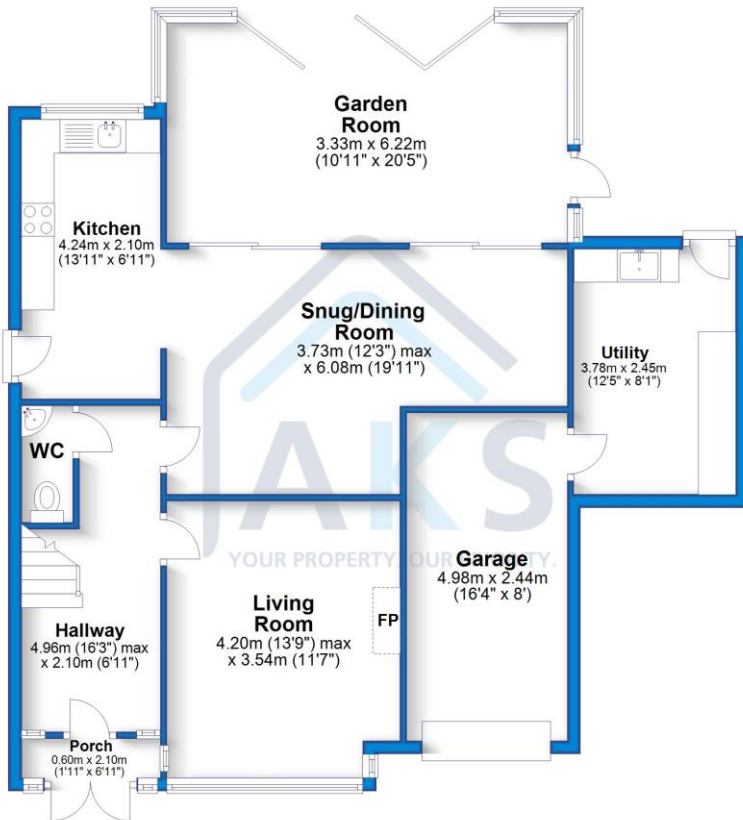 Garden
Room
3.33m x 6.22m
(10'11" x 20'5")
Kitchen
4.24m x 2.10m
(13'11" x 6'11")
Snug/Dining
Room
3.73m (12'3") max
x 6.08m (19'11")
Utility
3.78m x 2.45m
(12'5" x 8'1")
WC
AKS
YOUR PROPERTY. OUR
Garage
4.98m x 2.44m
(16'4" x 8')
Living
Room
4.20m (13'9") max
x 3.54m (11'7")
FP
Hallway
4.96m (16'3") max
x 2.10m (6'11")
Porch
0.60m x 2.10m
(1'11" x 6'11")